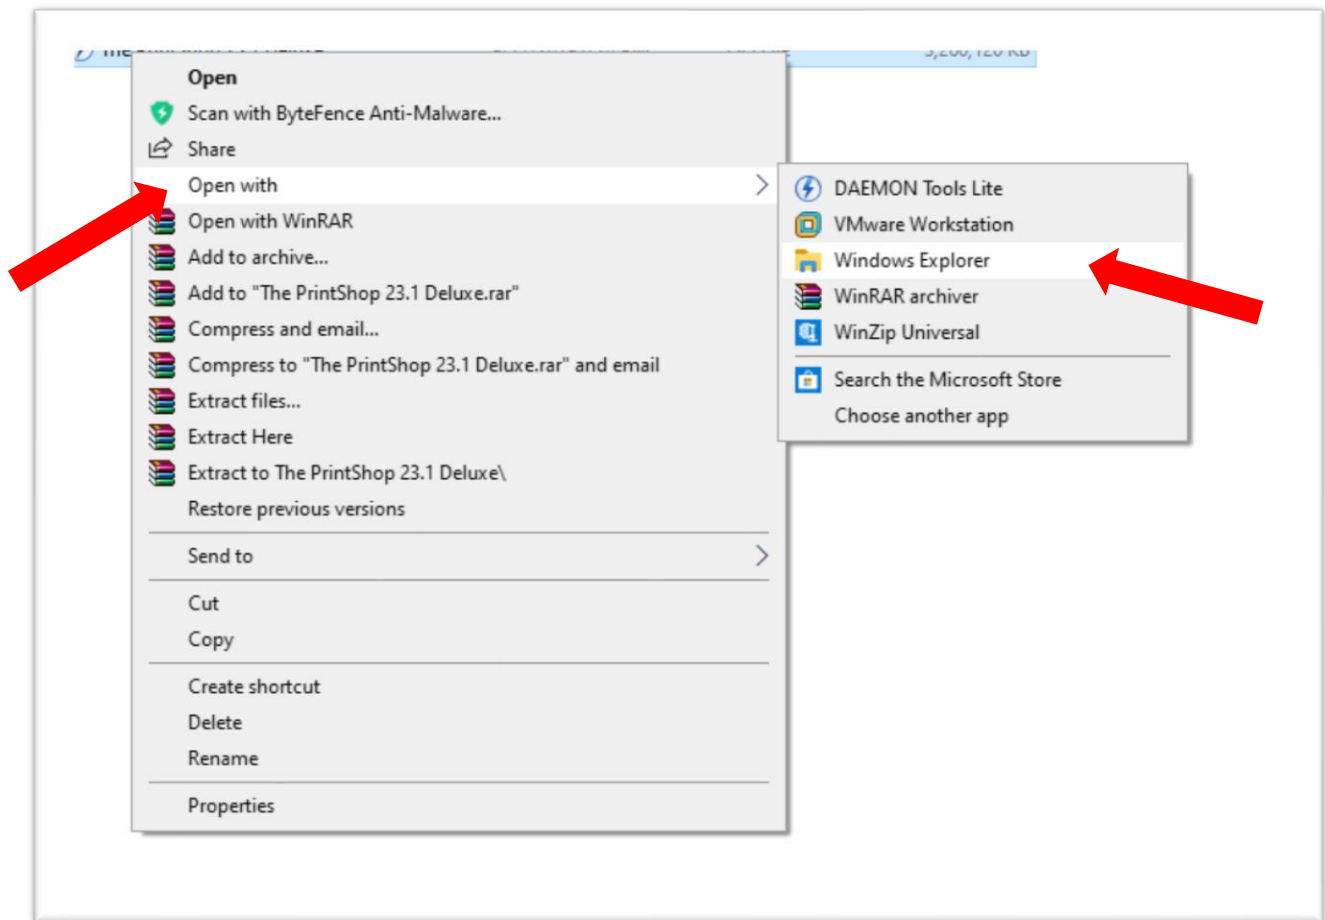 Open
Scan with ByteFence Anti-Malware...
Share
Open with
Open with WinRAR
Add to archive...
Add to "The PrintShop 23.1 Deluxe.rar"
Compress and email...
Compress to "The PrintShop 23.1 Deluxe.rar" and email
Extract files...
Extract Here
Extract to The PrintShop 23.1 Deluxe\
Restore previous versions
Send to
Cut
Copy
Create shortcut
Delete
Rename
Properties
DAEMON Tools Lite
VMware Workstation
Windows Explorer
WinRAR archiver
WinZip Universal
Search the Microsoft Store
Choose another app